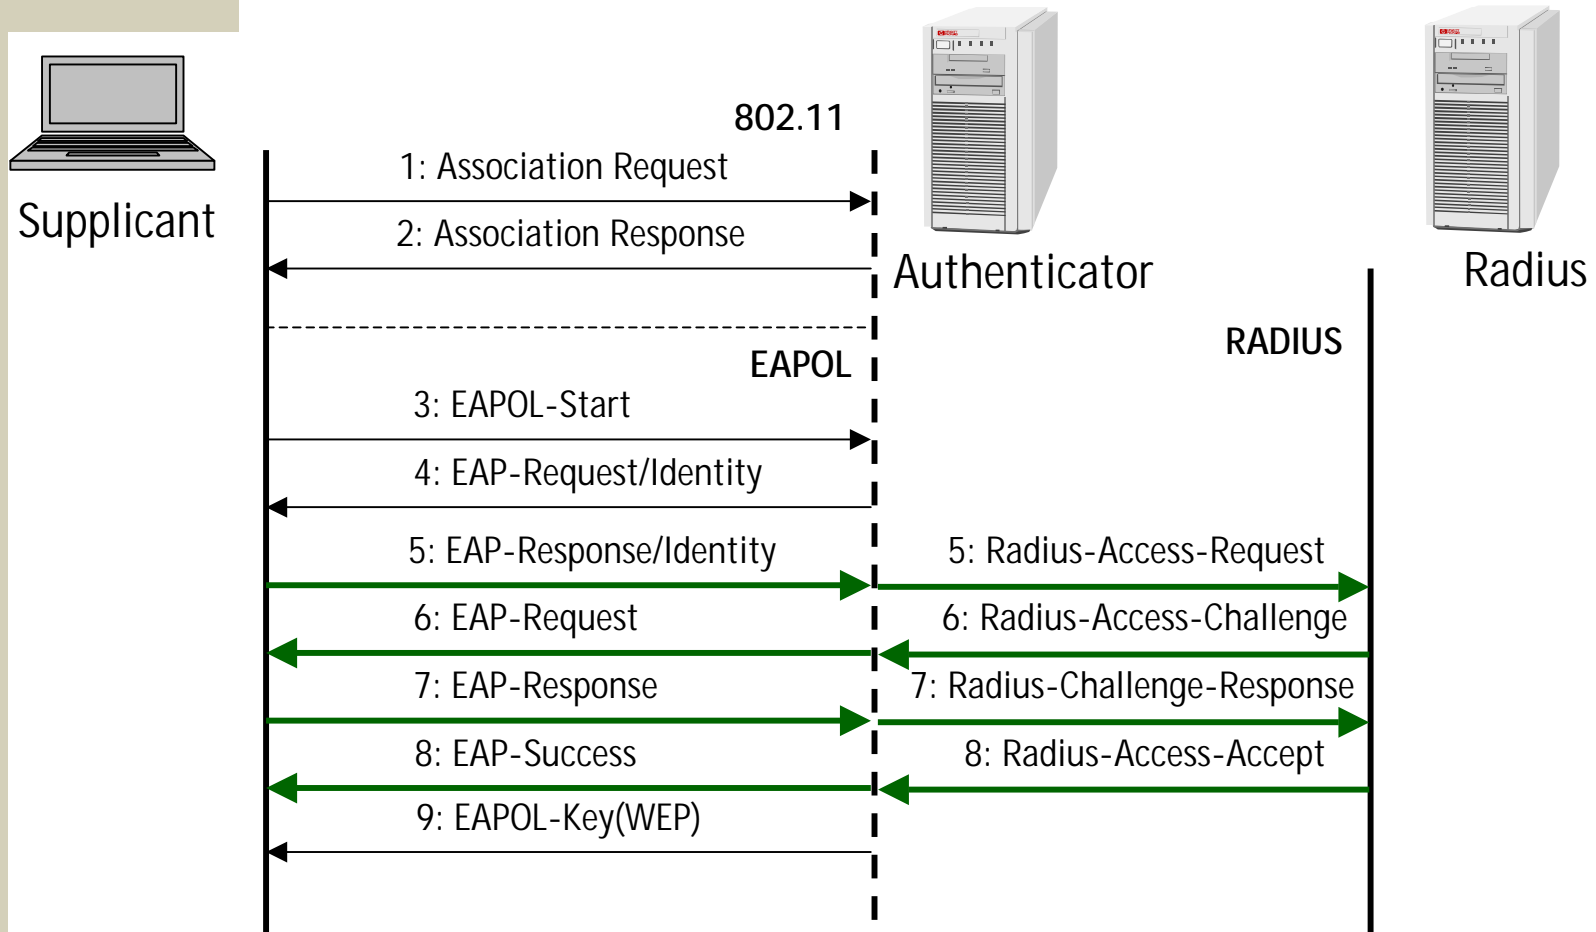 802.11
1: Association Request
Supplicant
2: Association Response
Authenticator
Radius
RADIUS
EAPOL
3: EAPOL-Start
4: EAP-Request/Identity
5: EAP-Response/Identity
5: Radius-Access-Request
6: EAP-Request
6: Radius-Access-Challenge
7: EAP-Response
7: Radius-Challenge-Response
8: EAP-Success
8: Radius-Access-Accept
9: EAPOL-Key(WEP)